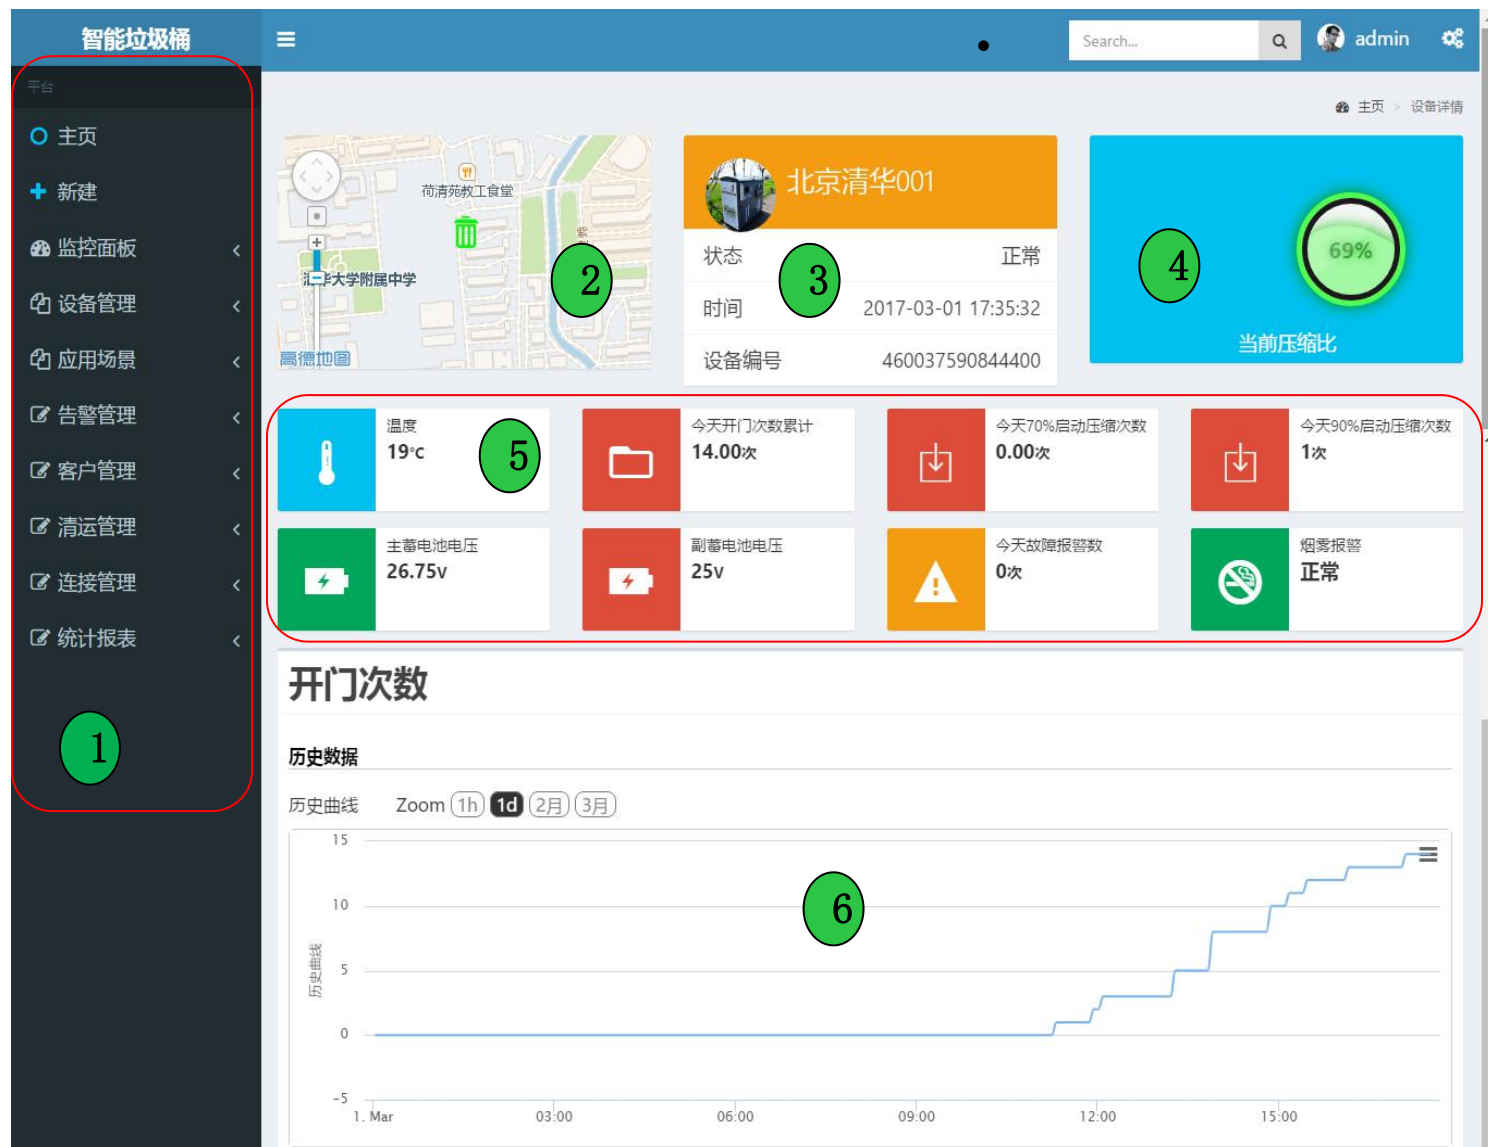 智能垃圾桶
Search...
admin
平台
主页 > 设备详情
主页
新建
监控面板
设备管理
应用场景
告警管理
客户管理
清运管理
连接管理
统计报表
1
荷清苑教工食堂
大学附属中学
高德地图
2
北京清华001
状态 正常
时间 2017-03-01 17:35:32
设备编号 460037590844400
3
4
69%
当前压缩比
温度
19℃
5
今天开门次数累计
14.00次
今天70%启动压缩次数
0.00次
今天90%启动压缩次数
1次
主蓄电池电压
26.75V
副蓄电池电压
25V
今天故障报警数
0次
烟雾报警
正常
开门次数
历史数据
历史曲线 Zoom 1h 1d 2月 3月
15
10
5
0
-5
历史曲线
6
1. Mar 03:00 06:00 09:00 12:00 15:00